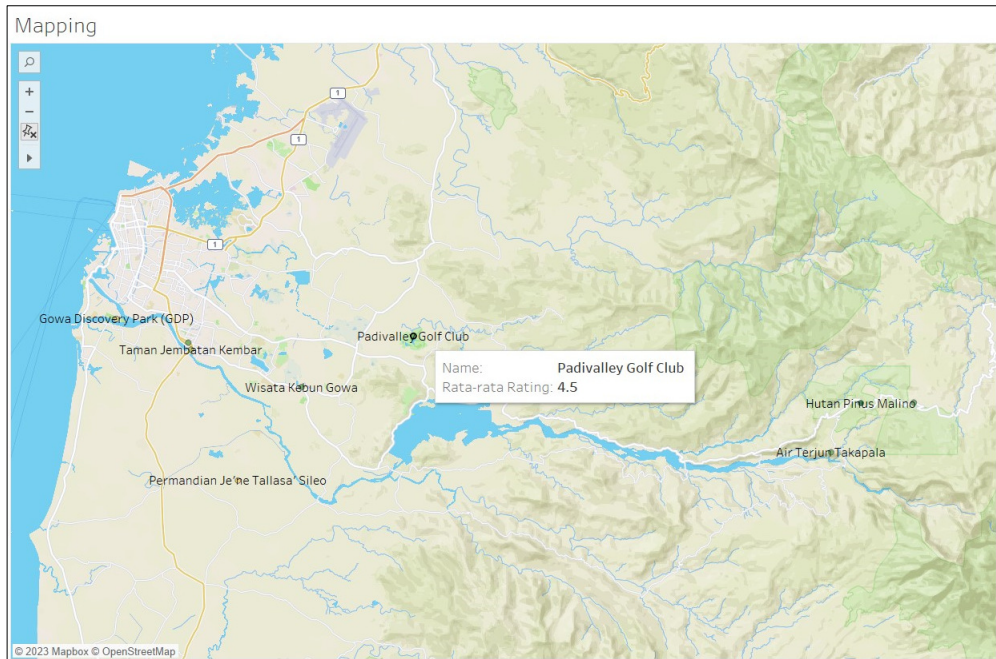 Mapping
1
1
1
Gowa Discovery Park (GDP)
Taman Jembatan Kembar
Padivalley Golf Club
Name: Padivalley Golf Club
Rata-rata Rating: 4.5
Wisata Kebun Gowa
Hutan Pinus Malino
Air Terjun Takapala
Permandian Je'ne Tallasa' Sileo
© 2023 Mapbox © OpenStreetMap